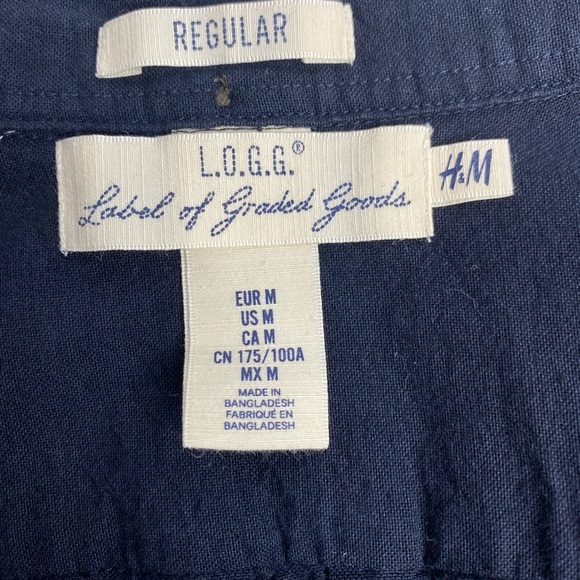 REGULAR
L.O.G.G.®
Label of Graded Goods
H&M
EUR M
US M
CA M
CN 175/100A
MX M
MADE IN
BANGLADESH
FABRIQUÉ EN
BANGLADESH